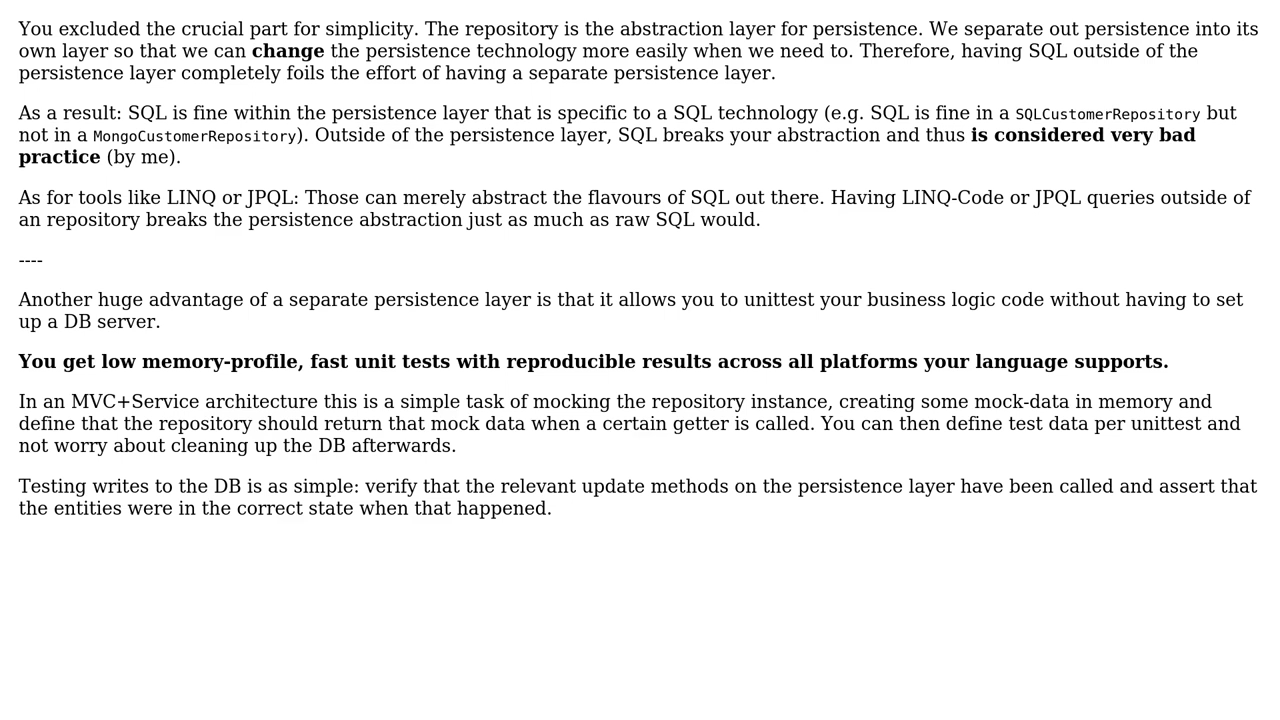 You excluded the crucial part for simplicity. The repository is the abstraction layer for persistence. We separate out persistence into its
own layer so that we can change the persistence technology more easily when we need to. Therefore, having SQL outside of the
persistence layer completely foils the effort of having a separate persistence layer.
As a result: SQL is fine within the persistence layer that is specific to a SQL technology (e.g. SQL is fine in a SQLCustomerRepository but
not in a MongoCustomerRepository). Outside of the persistence layer, SQL breaks your abstraction and thus is considered very bad
practice (by me).
As for tools like LINQ or JPQL: Those can merely abstract the flavours of SQL out there. Having LINQ-Code or JPQL queries outside of
an repository breaks the persistence abstraction just as much as raw SQL would.
----
Another huge advantage of a separate persistence layer is that it allows you to unittest your business logic code without having to set
up a DB server.
You get low memory-profile, fast unit tests with reproducible results across all platforms your language supports.
In an MVC+Service architecture this is a simple task of mocking the repository instance, creating some mock-data in memory and
define that the repository should return that mock data when a certain getter is called. You can then define test data per unittest and
not worry about cleaning up the DB afterwards.
Testing writes to the DB is as simple: verify that the relevant update methods on the persistence layer have been called and assert that
the entities were in the correct state when that happened.